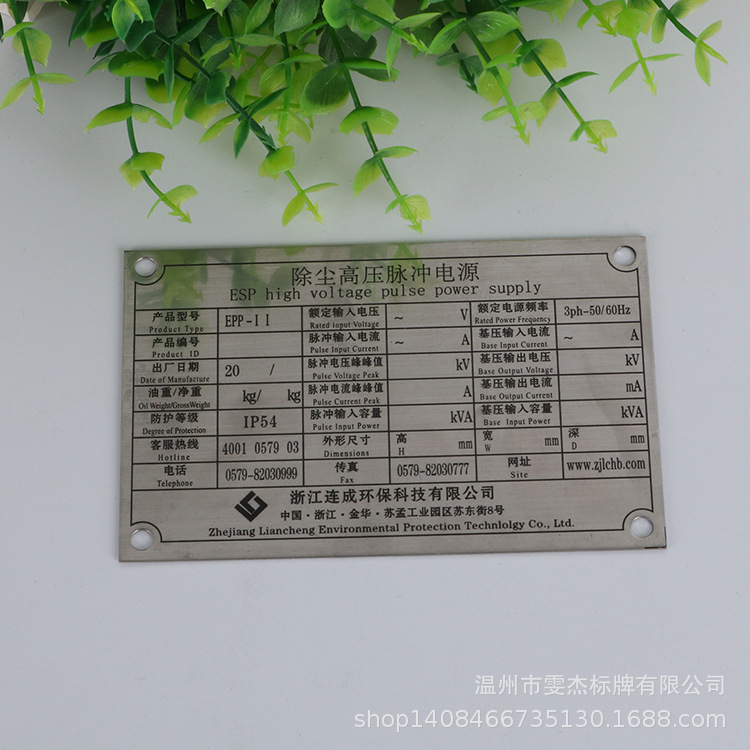 除尘高压脉冲电源
ESP high voltage pulse power supply
产品型号 EPP-II 额定输入电压 ~ V 额定电源频率 3ph-50/60Hz
Product Type Rated Input Voltage Rated Power Frequency
产品编号 脉冲输入电流 ~ A 基压输入电流 ~ A
Product ID Pulse Input Current Base Input Current
出厂日期 20 / 脉冲电压峰峰值 kV 基压输出电压 kV
Date of Manufacture Pulse Voltage Peak Base Output Voltage
油重/净重 kg/ kg 脉冲电流峰峰值 A 基压输出电流 mA
Oil Weight/GrossWeight Pulse Current Peak Base Output Current
防护等级 IP54 脉冲输入容量 kVA 基压输入容量 kVA
Degree of Protection Base Input Power Base Input Power
客服热线 4001 0579 03 外形尺寸 高 mm 宽 mm 深 mm
Hotline Dimensions H W D
电话 0579-82030999 传真 0579-82030777 网址 www.zjlchb.com
Telephone Fax Site
浙江连成环保科技有限公司
中国·浙江·金华·苏孟工业园区苏东街8号
Zhejiang Liancheng Environmental Protection Technlolgy Co., Ltd.
温州市雯杰标牌有限公司
shop1408466735130.1688.com